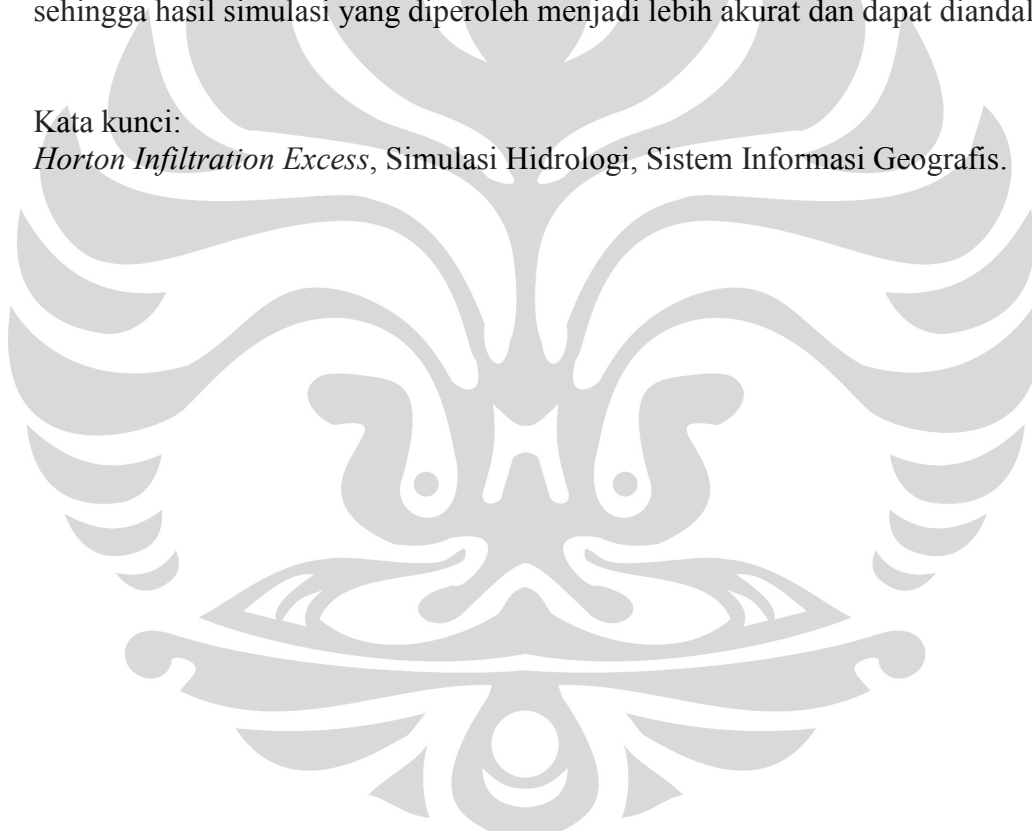 sehingga hasil simulasi yang diperoleh menjadi lebih akurat dan dapat diandal
Kata kunci:
Horton Infiltration Excess, Simulasi Hidrologi, Sistem Informasi Geografis.